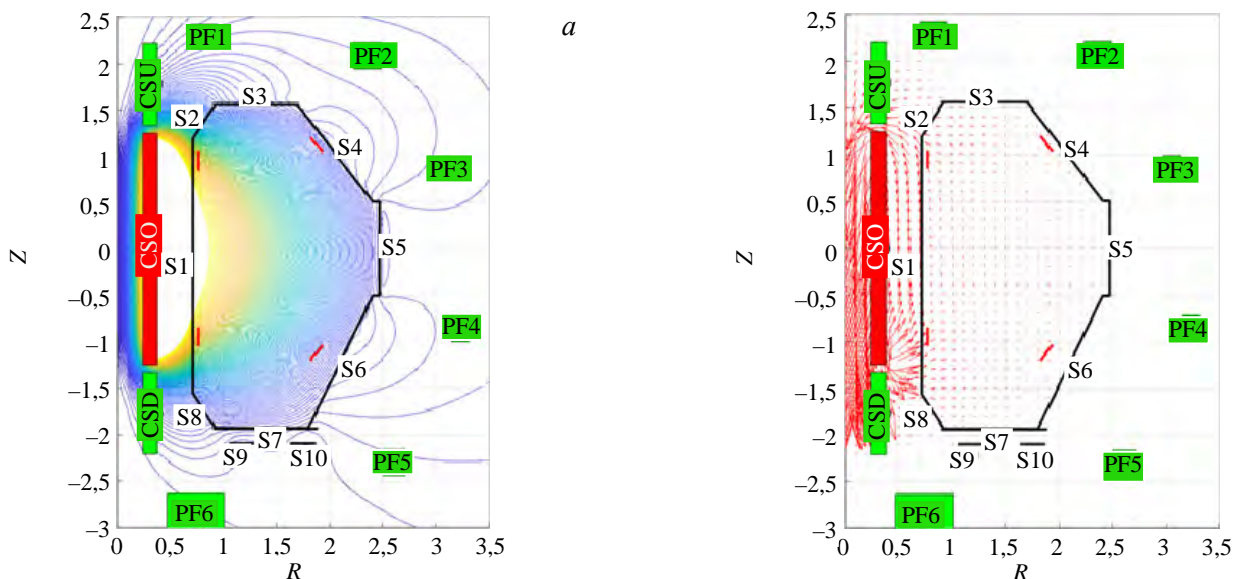 2,5
2
1,5
1
0,5
0
–0,5
–1
–1,5
–2
–2,5
–3
Z
0
0,5
1
1,5
2
2,5
3
3,5
R
PF1
PF2
CSU
S3
S2
S4
PF3
CSO
S1
S5
PF4
S6
CSD
S8
S7
S9
S10
PF5
PF6
a
2,5
2
1,5
1
0,5
0
–0,5
–1
–1,5
–2
–2,5
–3
Z
0
0,5
1
1,5
2
2,5
3
3,5
R
PF1
PF2
CSU
S3
S2
S4
PF3
CSO
S1
S5
PF4
S6
CSD
S8
S7
S9
S10
PF5
PF6